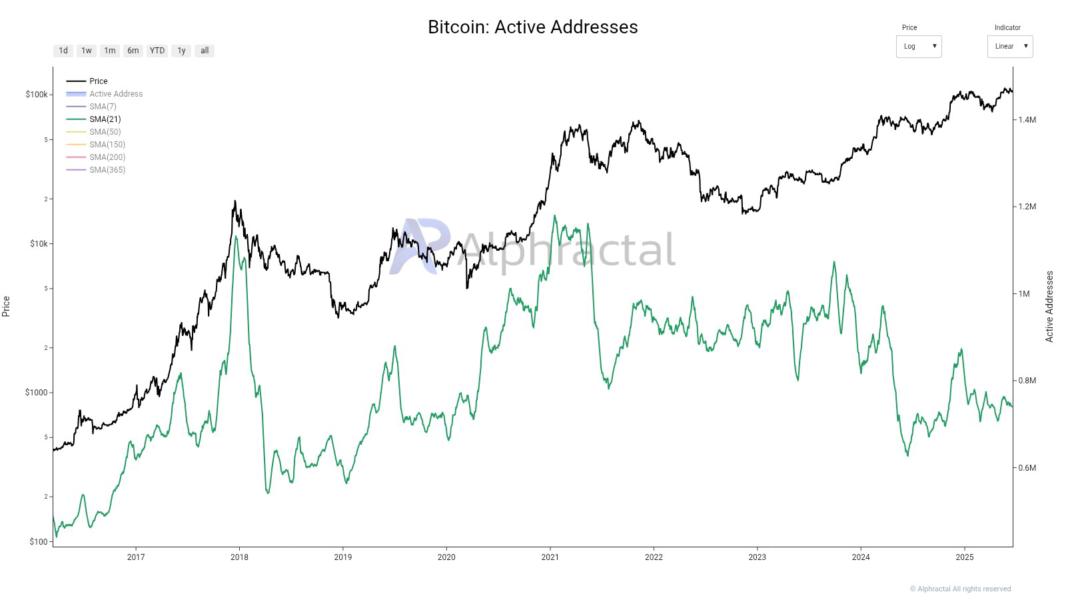 Bitcoin: Active Addresses
Price
Indicator
Log
Linear
1d 1w 1m 6m YTD 1y all
Price
Active Address
SMA(7)
SMA(21)
SMA(50)
SMA(150)
SMA(200)
SMA(365)
$100k
5
2
$10k
5
2
$1000
5
2
$100
Price
Alphractal
1.4M
1.2M
1M
0.8M
0.6M
Active Addresses
2017 2018 2019 2020 2021 2022 2023 2024 2025
© Alphractal All rights reserved